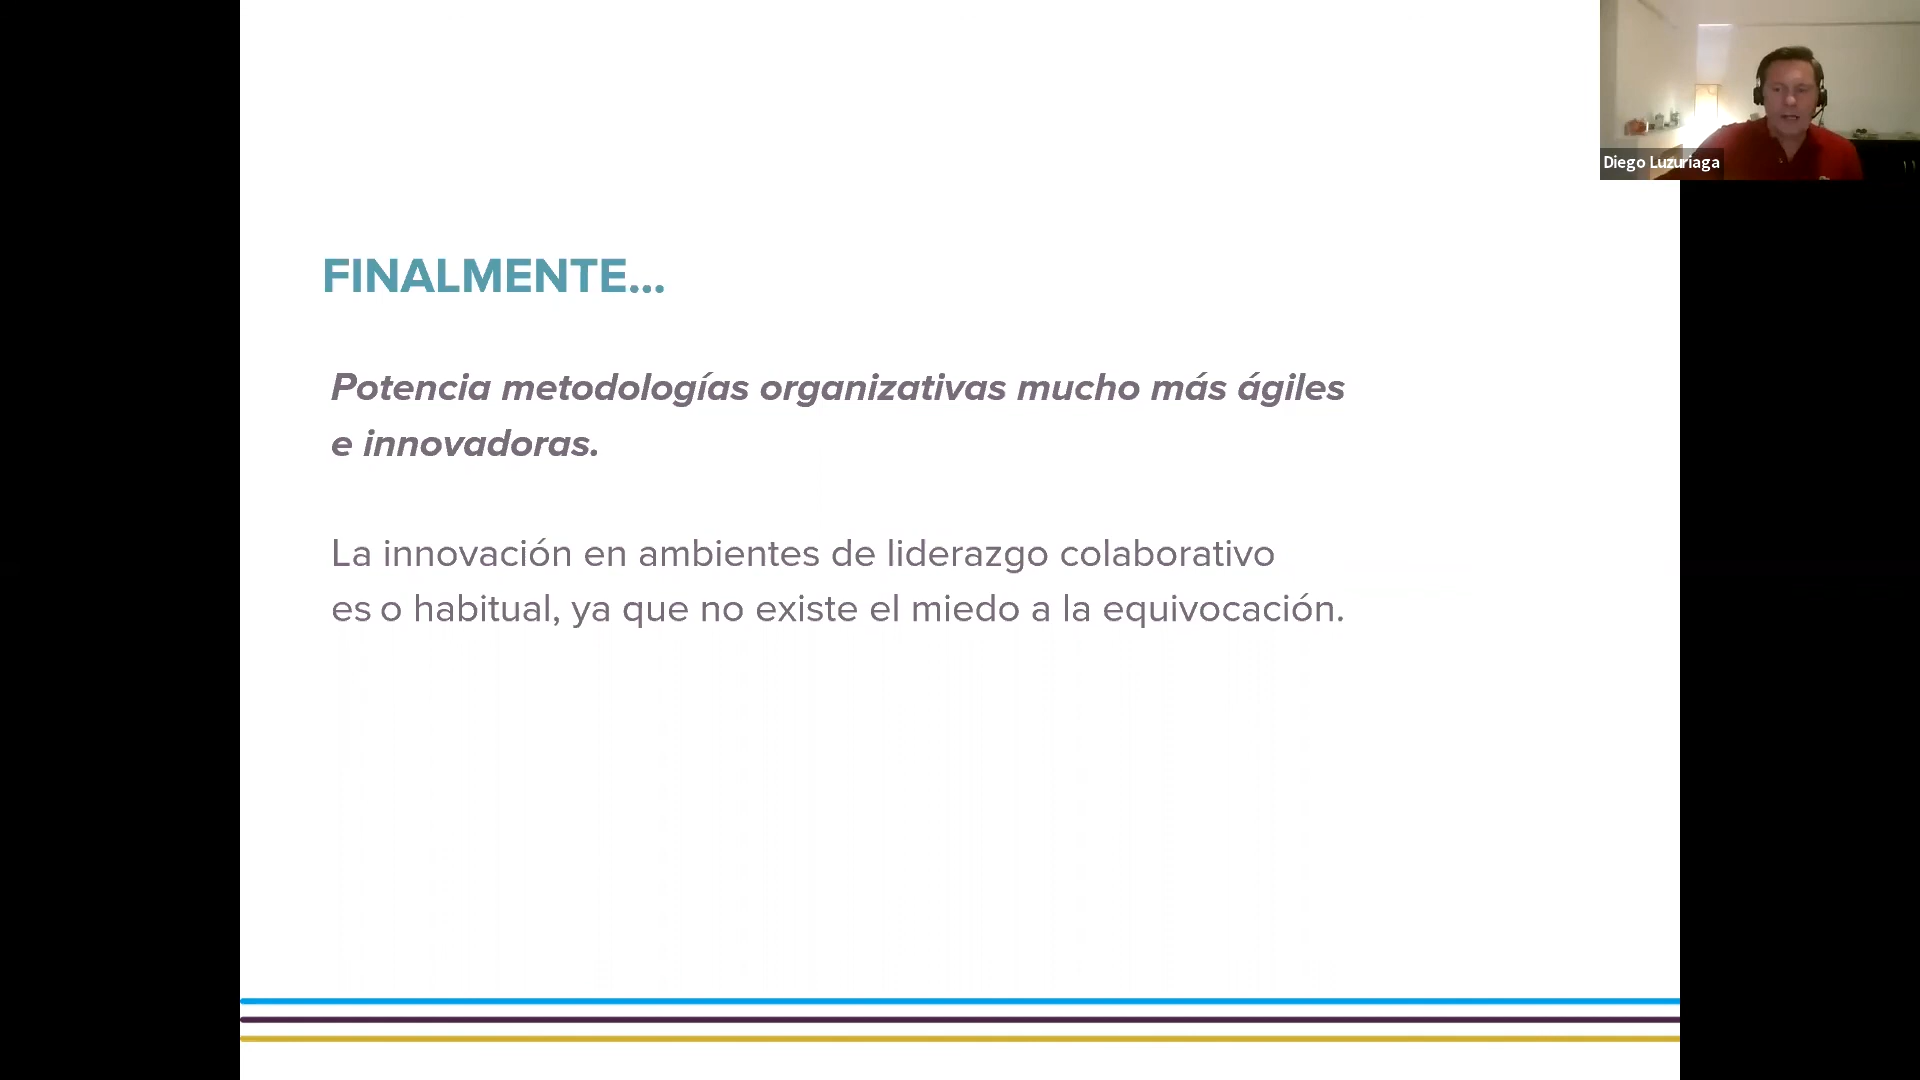 Diego Luzuriaga
FINALMENTE...
Potencia metodologías organizativas mucho más ágiles
e innovadoras.
La innovación en ambientes de liderazgo colaborativo
es o habitual, ya que no existe el miedo a la equivocación.